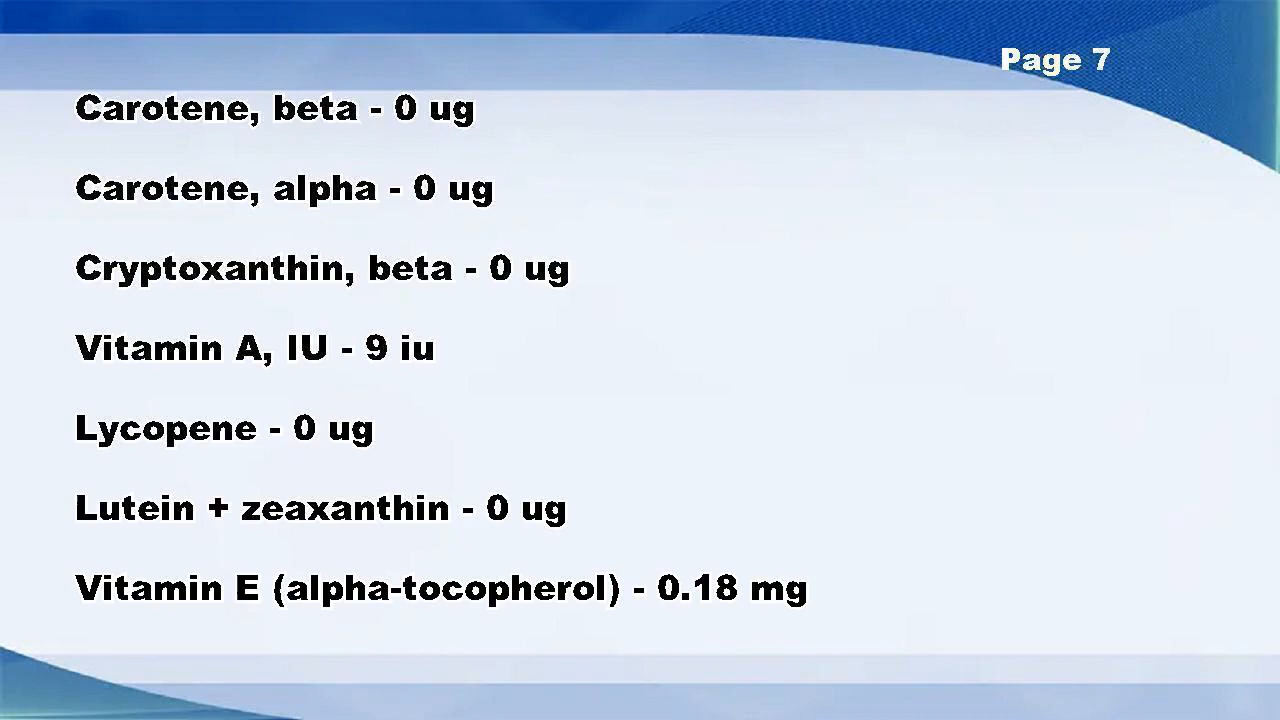 Page 7
Carotene, beta - 0 ug
Carotene, alpha - 0 ug
Cryptoxanthin, beta - 0 ug
Vitamin A, IU - 9 iu
Lycopene - 0 ug
Lutein + zeaxanthin - 0 ug
Vitamin E (alpha-tocopherol) - 0.18 mg